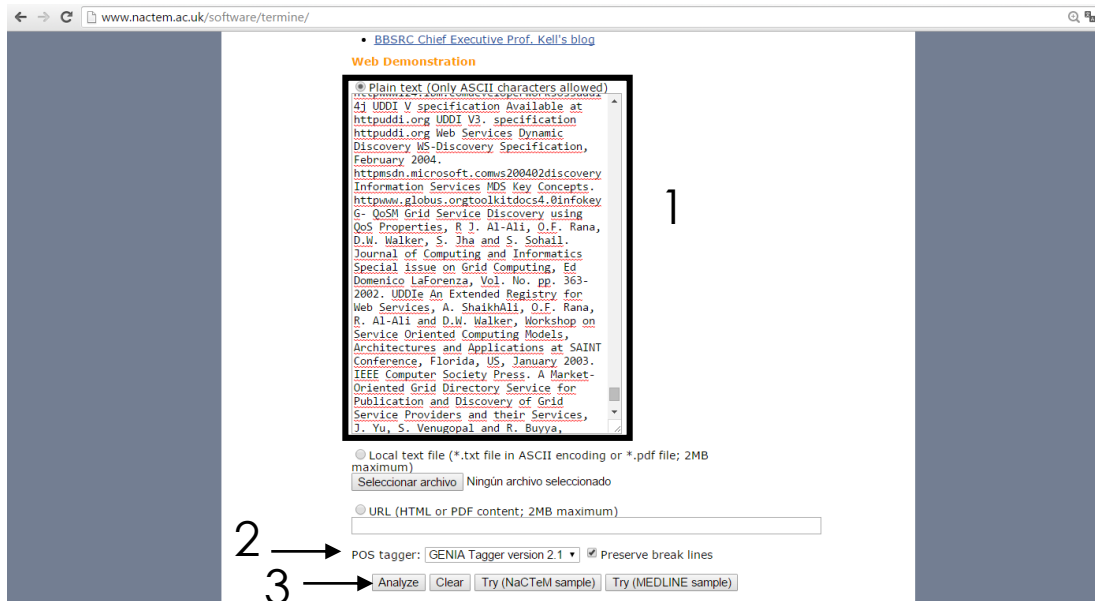 www.nactem.ac.uk/software/termine/
• BBSRC Chief Executive Prof. Kell's blog
Web Demonstration
Plain text (Only ASCII characters allowed)
4j UDDI V specification Available at
httpuddi.org UDDI V3. specification
httpuddi.org Web Services Dynamic
Discovery WS-Discovery Specification,
February 2004.
httpmsdn.microsoft.comws200402discovery
Information Services MDS Key Concepts.
httpwww.globus.orgtoolkitdocs4.0infokey
G- QoSM Grid Service Discovery using
QoS Properties, R J. Al-Ali, O.F. Rana,
D.W. Walker, S. Jha and S. Sohail.
Journal of Computing and Informatics
Special issue on Grid Computing, Ed
Domenico LaForenza, Vol. No. pp. 363-
2002. UDDIe An Extended Registry for
Web Services, A. ShaikhAli, O.F. Rana,
R. Al-Ali and D.W. Walker, Workshop on
Service Oriented Computing Models,
Architectures and Applications at SAINT
Conference, Florida, US, January 2003.
IEEE Computer Society Press. A Market-
Oriented Grid Directory Service for
Publication and Discovery of Grid
Service Providers and their Services,
J. Yu, S. Venugopal and R. Buyya,
1
Local text file (*.txt file in ASCII encoding or *.pdf file; 2MB
maximum)
Seleccionar archivo Ningún archivo seleccionado
URL (HTML or PDF content; 2MB maximum)
2 POS tagger: GENIA Tagger version 2.1 Preserve break lines
3 Analyze Clear Try (NaCTeM sample) Try (MEDLINE sample)